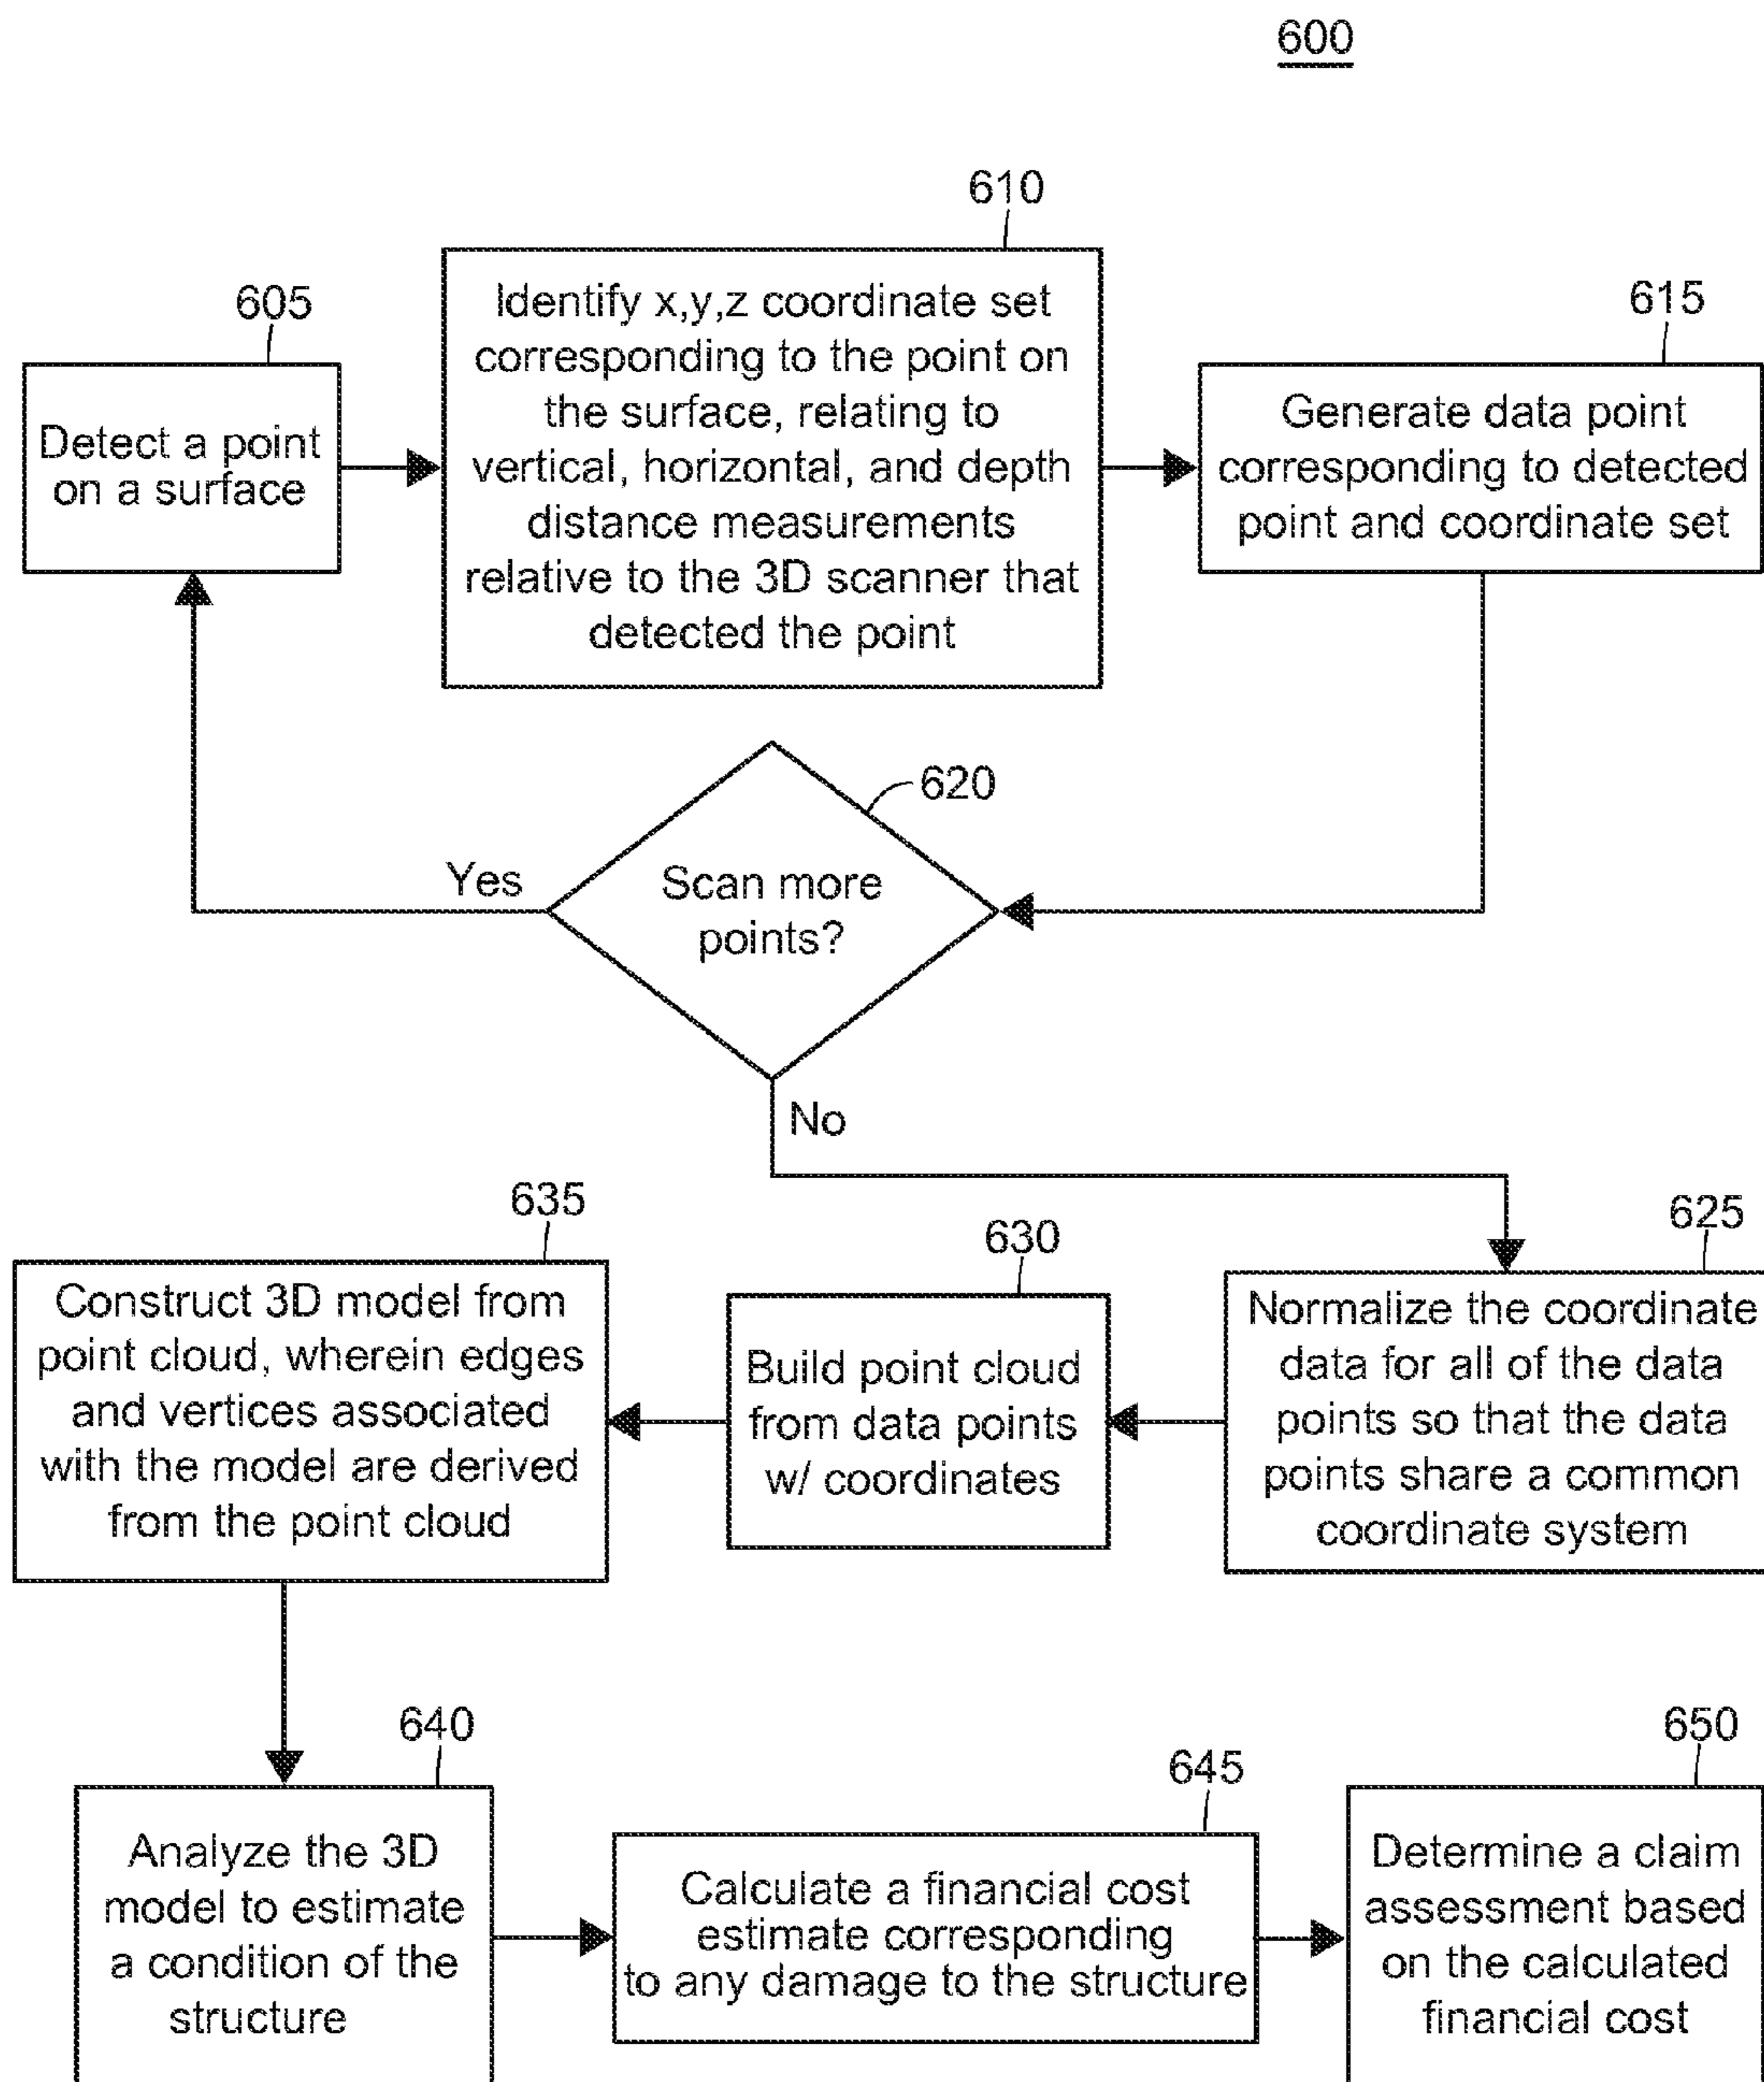 600
605
Detect a point
on a surface
610
Identify x,y,z coordinate set
corresponding to the point on
the surface, relating to
vertical, horizontal, and depth
distance measurements
relative to the 3D scanner that
detected the point
615
Generate data point
corresponding to detected
point and coordinate set
620
Scan more
points?
Yes
No
625
Normalize the coordinate
data for all of the data
points so that the data
points share a common
coordinate system
630
Build point cloud
from data points
w/ coordinates
635
Construct 3D model from
point cloud, wherein edges
and vertices associated
with the model are derived
from the point cloud
640
Analyze the 3D
model to estimate
a condition of the
structure
645
Calculate a financial cost
estimate corresponding
to any damage to the structure
650
Determine a claim
assessment based
on the calculated
financial cost